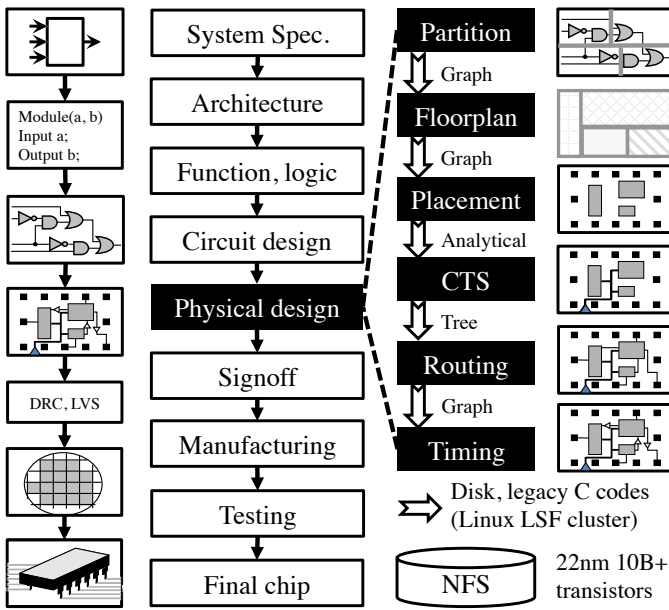 Module(a, b)
Input a;
Output b;
DRC, LVS
System Spec.
Architecture
Function, logic
Circuit design
Physical design
Signoff
Manufacturing
Testing
Final chip
Partition
Graph
Floorplan
Graph
Placement
Analytical
CTS
Tree
Routing
Graph
Timing
Disk, legacy C codes
(Linux LSF cluster)
NFS
22nm 10B+
transistors